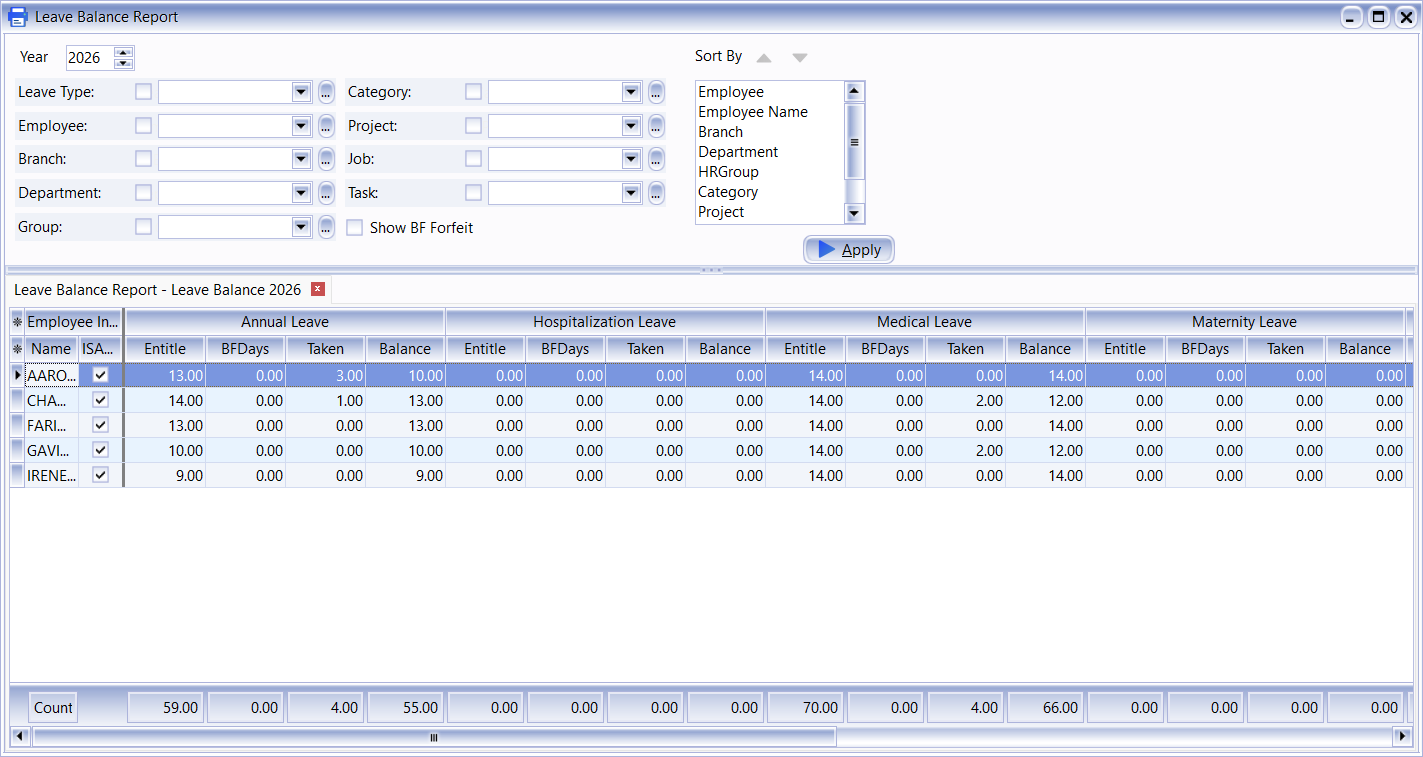 Leave Balance Report
Year 2026 Sort By
Leave Type: ... Category: ... Employee
Employee: ... Project: ... Employee Name
Branch: ... Job: ... Branch
Department: ... Task: ... Department
Group: ... Show BF Forfeit HRGroup
Category
Project
Apply
Leave Balance Report - Leave Balance 2026
Employee In... Annual Leave Hospitalization Leave Medical Leave Maternity Leave
Name ISA... Entitle BFDays Taken Balance Entitle BFDays Taken Balance Entitle BFDays Taken Balance Entitle BFDays Taken Balance
AARO... 13.00 0.00 3.00 10.00 0.00 0.00 0.00 0.00 14.00 0.00 0.00 14.00 0.00 0.00 0.00 0.00
CHA... 14.00 0.00 1.00 13.00 0.00 0.00 0.00 0.00 14.00 0.00 2.00 12.00 0.00 0.00 0.00 0.00
FARI... 13.00 0.00 0.00 13.00 0.00 0.00 0.00 0.00 14.00 0.00 0.00 14.00 0.00 0.00 0.00 0.00
GAVI... 10.00 0.00 0.00 10.00 0.00 0.00 0.00 0.00 14.00 0.00 2.00 12.00 0.00 0.00 0.00 0.00
IRENE... 9.00 0.00 0.00 9.00 0.00 0.00 0.00 0.00 14.00 0.00 0.00 14.00 0.00 0.00 0.00 0.00
Count 59.00 0.00 4.00 55.00 0.00 0.00 0.00 0.00 70.00 0.00 4.00 66.00 0.00 0.00 0.00 0.00